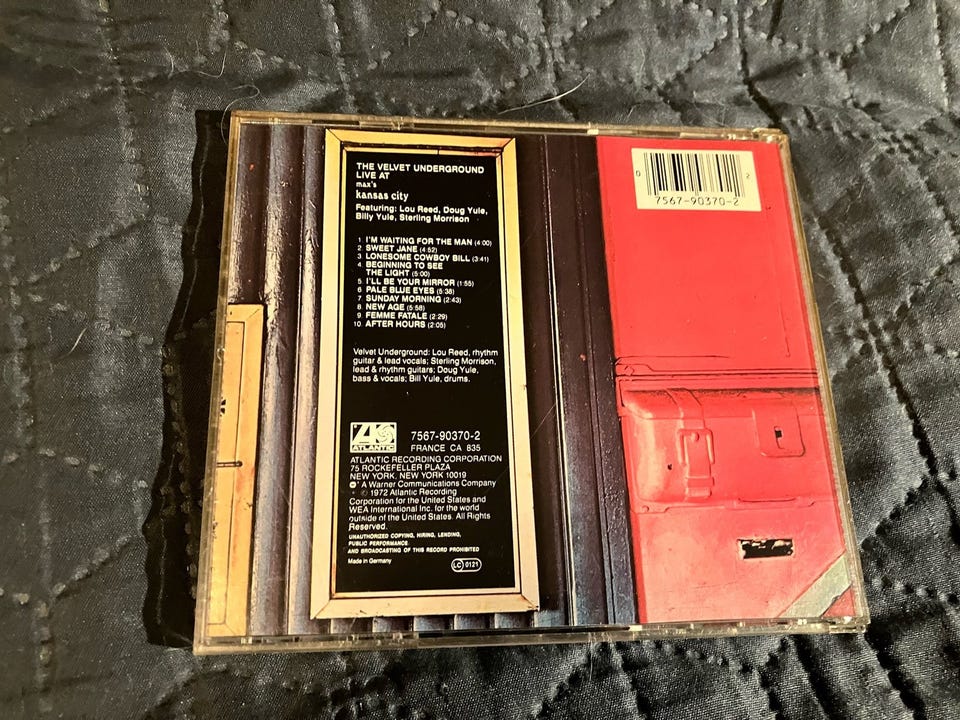 THE VELVET UNDERGROUND
LIVE AT
max's
kansas city
Featuring: Lou Reed, Doug Yule,
Billy Yule, Sterling Morrison
1 I'M WAITING FOR THE MAN (4:00)
2 SWEET JANE (4:52)
3 LONESOME COWBOY BILL (3:41)
4. BEGINNING TO SEE
THE LIGHT (5:00)
5 I'LL BE YOUR MIRROR (1:55)
6 PALE BLUE EYES (5:38)
7 SUNDAY MORNING (2:43)
8 NEW AGE (5:58)
9 FEMME FATALE (2:29)
10. AFTER HOURS (2:05)
Velvet Underground: Lou Reed, rhythm
guitar & lead vocals; Sterling Morrison,
lead & rhythm guitars; Doug Yule,
bass & vocals; Bill Yule, drums.
ATLANTIC
7567-90370-2
FRANCE CA 835
ATLANTIC RECORDING CORPORATION
75 ROCKEFELLER PLAZA
NEW YORK, NEW YORK 10019
A Warner Communications Company
℗ 1972 Atlantic Recording
Corporation for the United States and
WEA International Inc. for the world
outside of the United States. All Rights
Reserved.
UNAUTHORIZED COPYING, HIRING, LENDING,
PUBLIC PERFORMANCE
AND BROADCASTING OF THIS RECORD PROHIBITED
Made in Germany
LC 0121
0 2
7567-90370-2